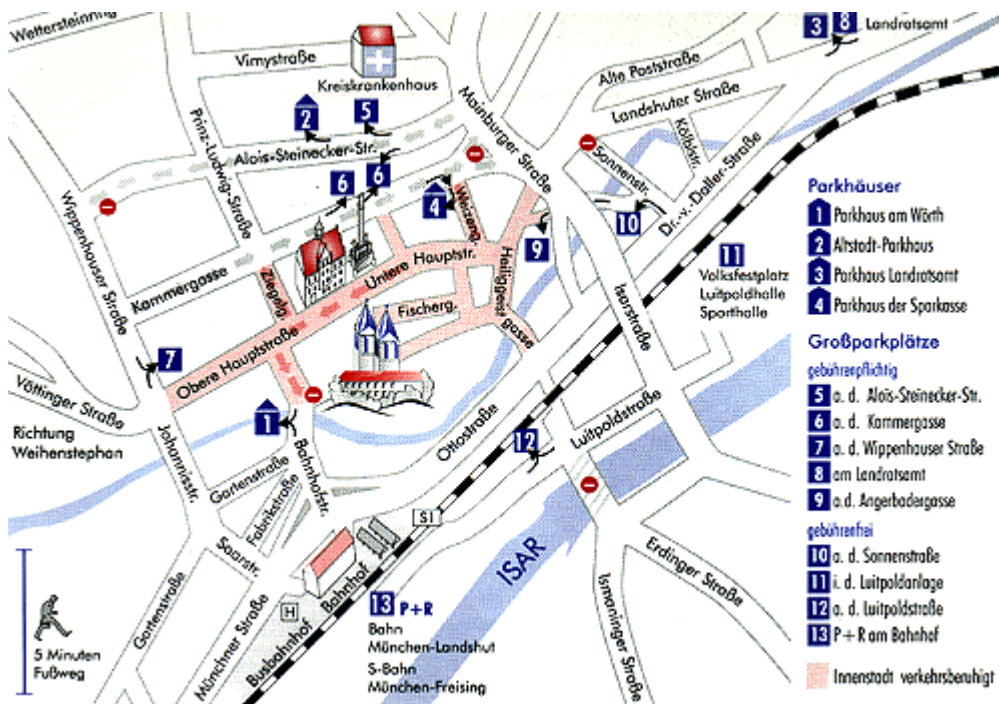 Wettersteinring
Vimystraße
Kreiskrankenhaus
Prinz-Ludwig-Straße
Alois-Steinecker-Str.
Mainburger Straße
3
8
Landratsamt
Alte Poststraße
Landshuter Straße
Kölblstr.
Sonnenstr.
Dr.-v.-Daller-Straße
2
5
6
6
4
Weizeng.
9
10
11
Volksfestplatz
Luitpoldhalle
Sporthalle
Wippenhauser Straße
Kammergasse
Ziegelg.
Untere Hauptstr.
Heiliggeist
gasse
Fischerg.
Obere Hauptstraße
Isarstraße
7
Vöttinger Straße
Richtung
Weihenstephan
1
Johannisstr.
Gartenstraße
Fabrikstraße
Bahnhofstr.
Ottostraße
12
Luitpoldstraße
Saarstr.
Gartenstraße
Münchner Straße
H
Busbahnhof
Bahnhof
S1
ISAR
Erdinger Straße
Ismaninger Straße
13 P+R
Bahn
München-Landshut
S-Bahn
München-Freising
5 Minuten
Fußweg
Parkhäuser
1 Parkhaus am Wörth
2 Altstadt-Parkhaus
3 Parkhaus Landratsamt
4 Parkhaus der Sparkasse
Großparkplätze
gebührenpflichtig
5 a. d. Alois-Steinecker-Str.
6 a. d. Kammergasse
7 a. d. Wippenhauser Straße
8 am Landratsamt
9 a.d. Angerbadergasse
gebührenfrei
10 a. d. Sonnenstraße
11 i. d. Luitpoldanlage
12 a. d. Luitpoldstraße
13 P+R am Bahnhof
Innenstadt verkehrsberuhigt